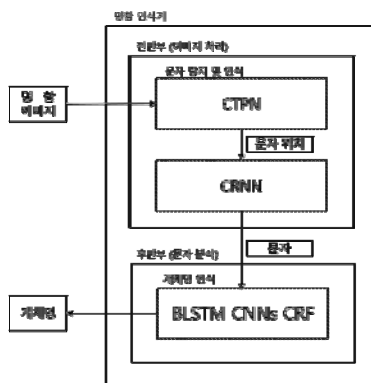 명함 인식기
전반부 (이미지 처리)
문자 탐지 및 인식
명 함
이미지
CTPN
문자 위치
CRNN
문자
후반부 (문자 분석)
개체명 인식
개체명
BLSTM CNNs CRF